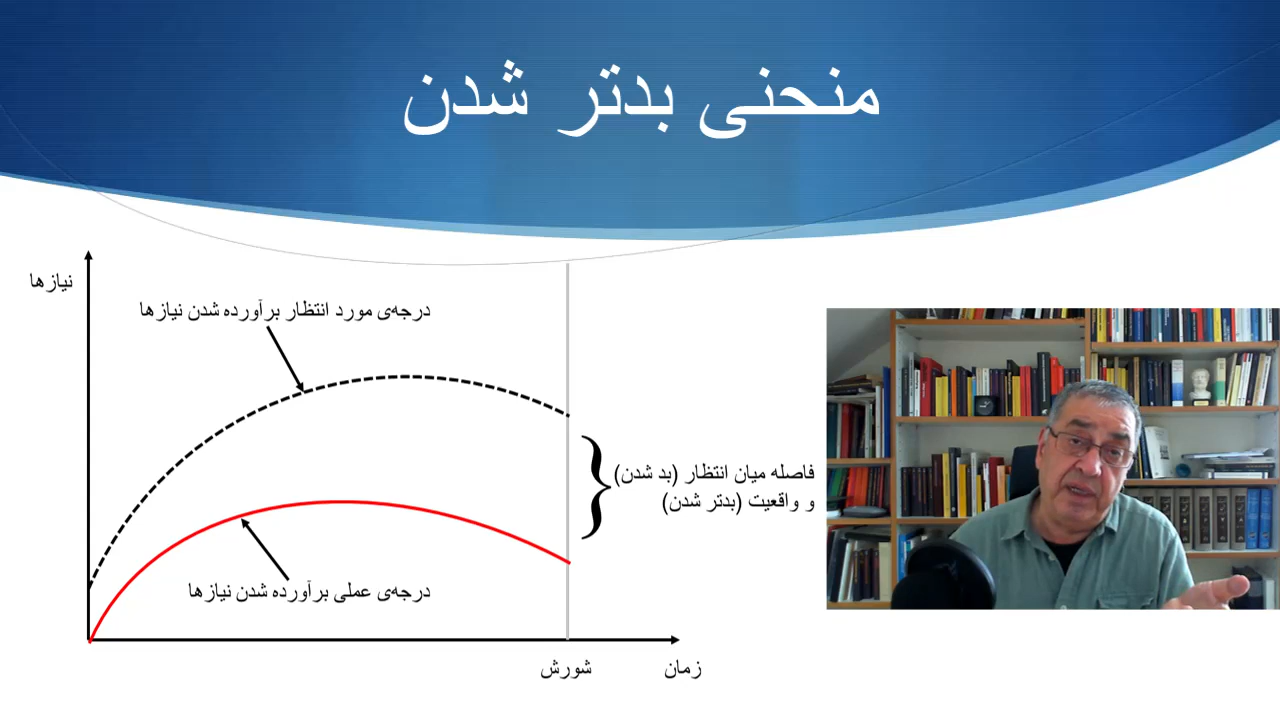 منحنی بدتر شدن
نیازها
درجه‌ی مورد انتظار برآورده شدن نیازها
فاصله میان انتظار (بد شدن)
و واقعیت (بدتر شدن)
درجه‌ی عملی برآورده شدن نیازها
شورش
زمان